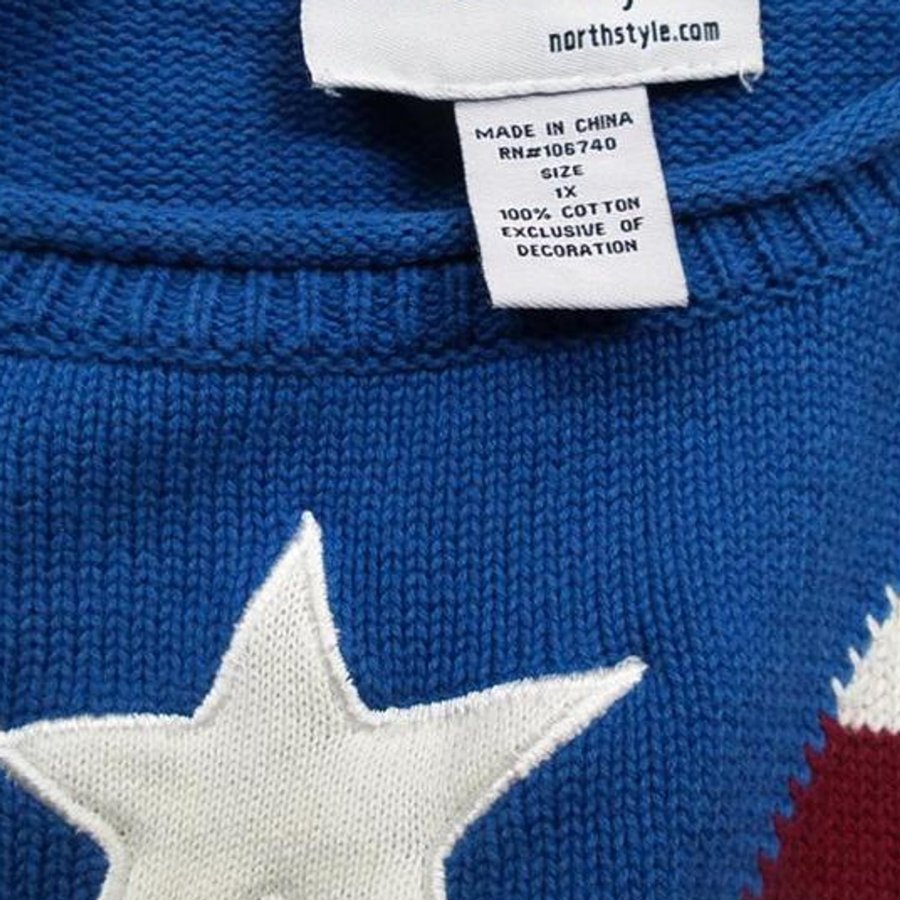 northstyle.com
MADE IN CHINA
RN#106740
SIZE
1X
100% COTTON
EXCLUSIVE OF
DECORATION